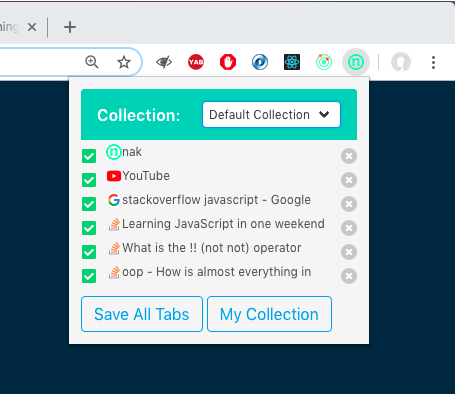 ning
YAB
n
Collection:
Default Collection
nnak
YouTube
G stackoverflow javascript - Google
Learning JavaScript in one weekend
What is the !! (not not) operator
oop - How is almost everything in
Save All Tabs
My Collection